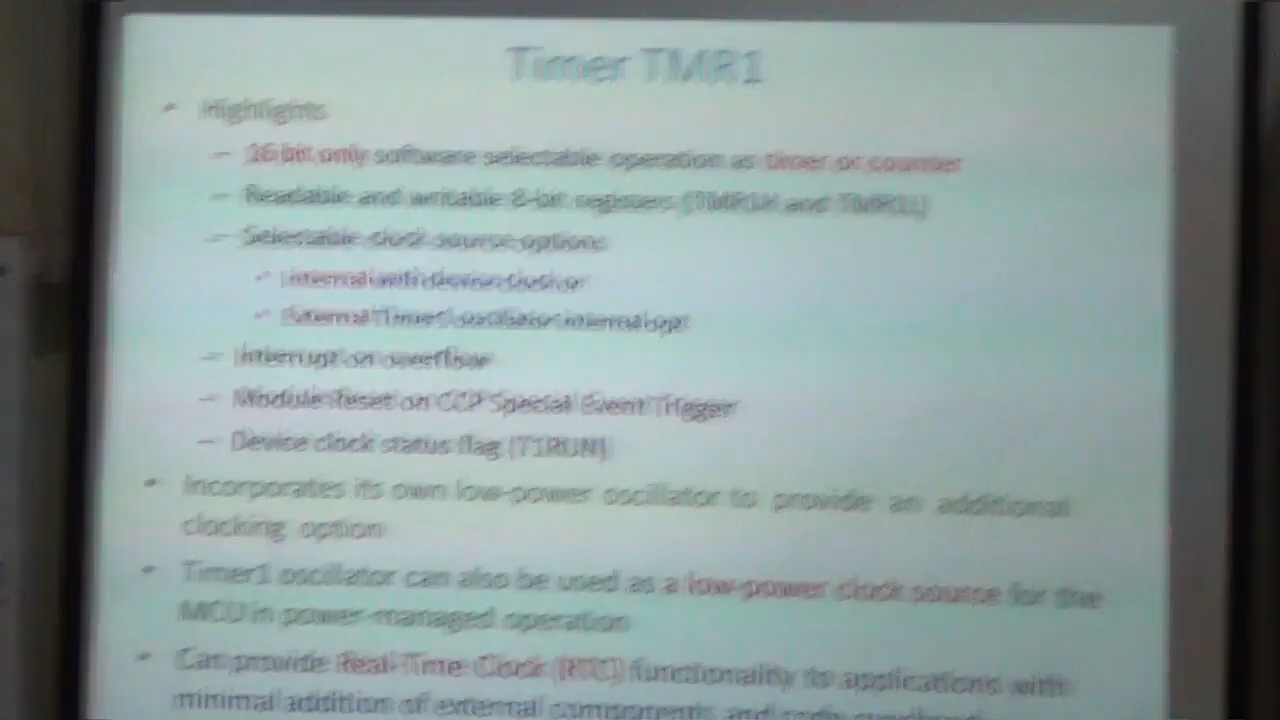 Timer TMR1
• Highlights
– 16 bit only software selectable operation as timer or counter
– Readable and writable 8-bit registers (TMR1H and TMR1L)
– Selectable clock source options
✓ Internal with device clock or
✓ External Timer1 oscillator internal
– Interrupt on overflow
– Module Reset on CCP Special Event Trigger
– Device clock status flag (T1RUN)
• Incorporates its own low-power oscillator to provide an additional
clocking option
• Timer1 oscillator can also be used as a low-power clock source for the
MCU in power-managed operation
• Can provide Real-Time Clock (RTC) functionality to applications with
minimal addition of external components and code overhead